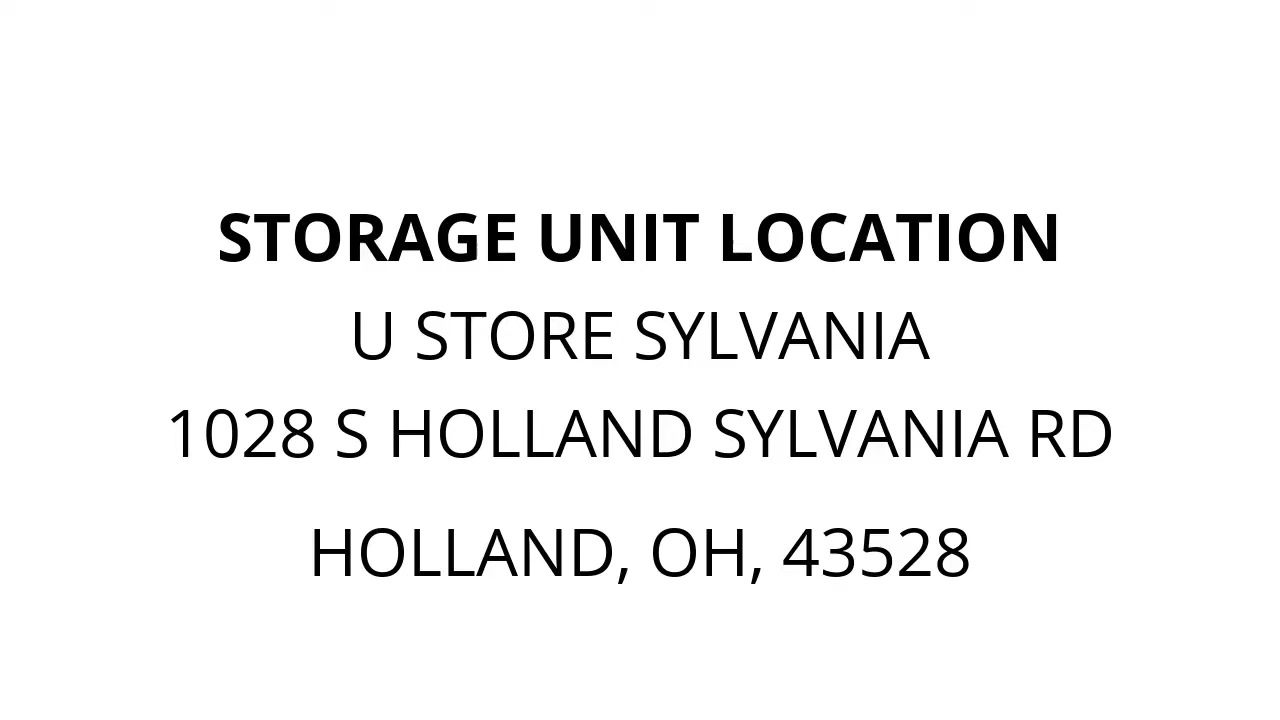 STORAGE UNIT LOCATION
U STORE SYLVANIA
1028 S HOLLAND SYLVANIA RD
HOLLAND, OH, 43528